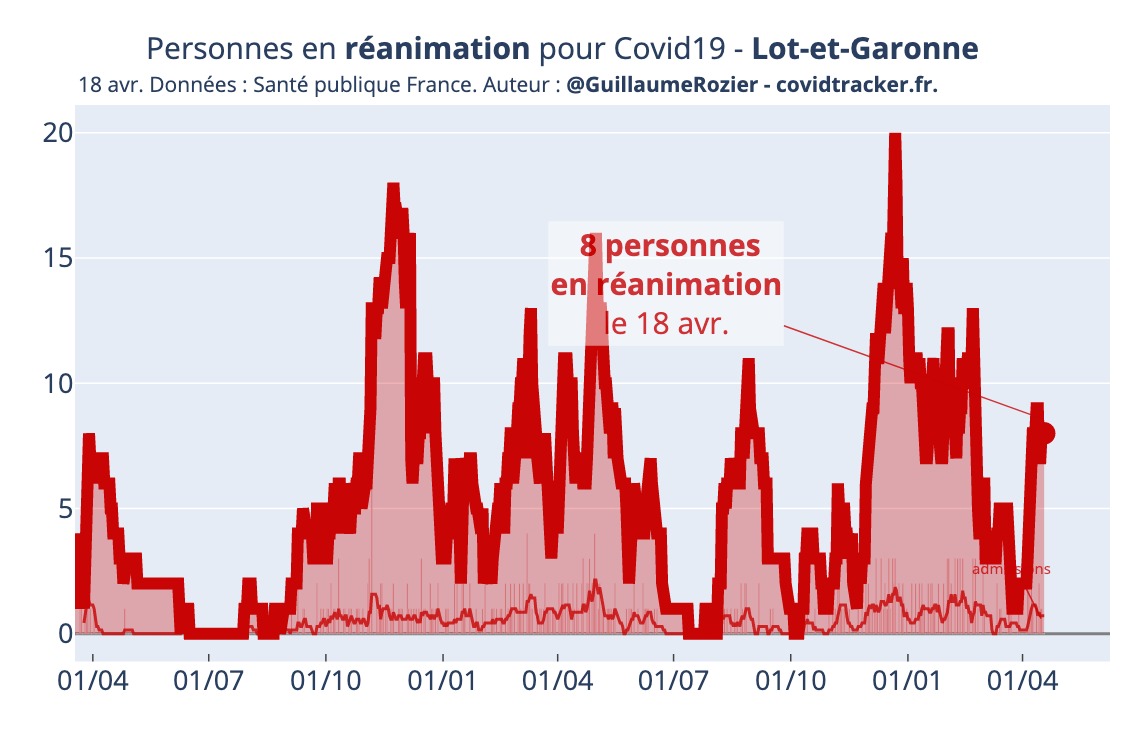 Personnes en réanimation pour Covid19 - Lot-et-Garonne
18 avr. Données : Santé publique France. Auteur : @GuillaumeRozier - covidtracker.fr.
20
15
10
5
0
8 personnes
en réanimation
le 18 avr.
admissions
01/04 01/07 01/10 01/01 01/04 01/07 01/10 01/01 01/04